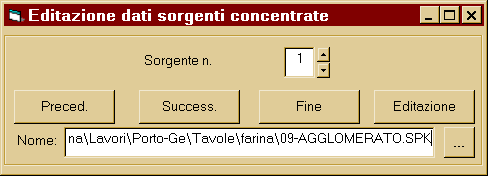 Editazione dati sorgenti concentrate
Sorgente n. 1
Preced. Success. Fine Editazione
Nome: na\Lavori\Porto-Ge\Tavole\farina\09-AGGLOMERATO.SPK ...